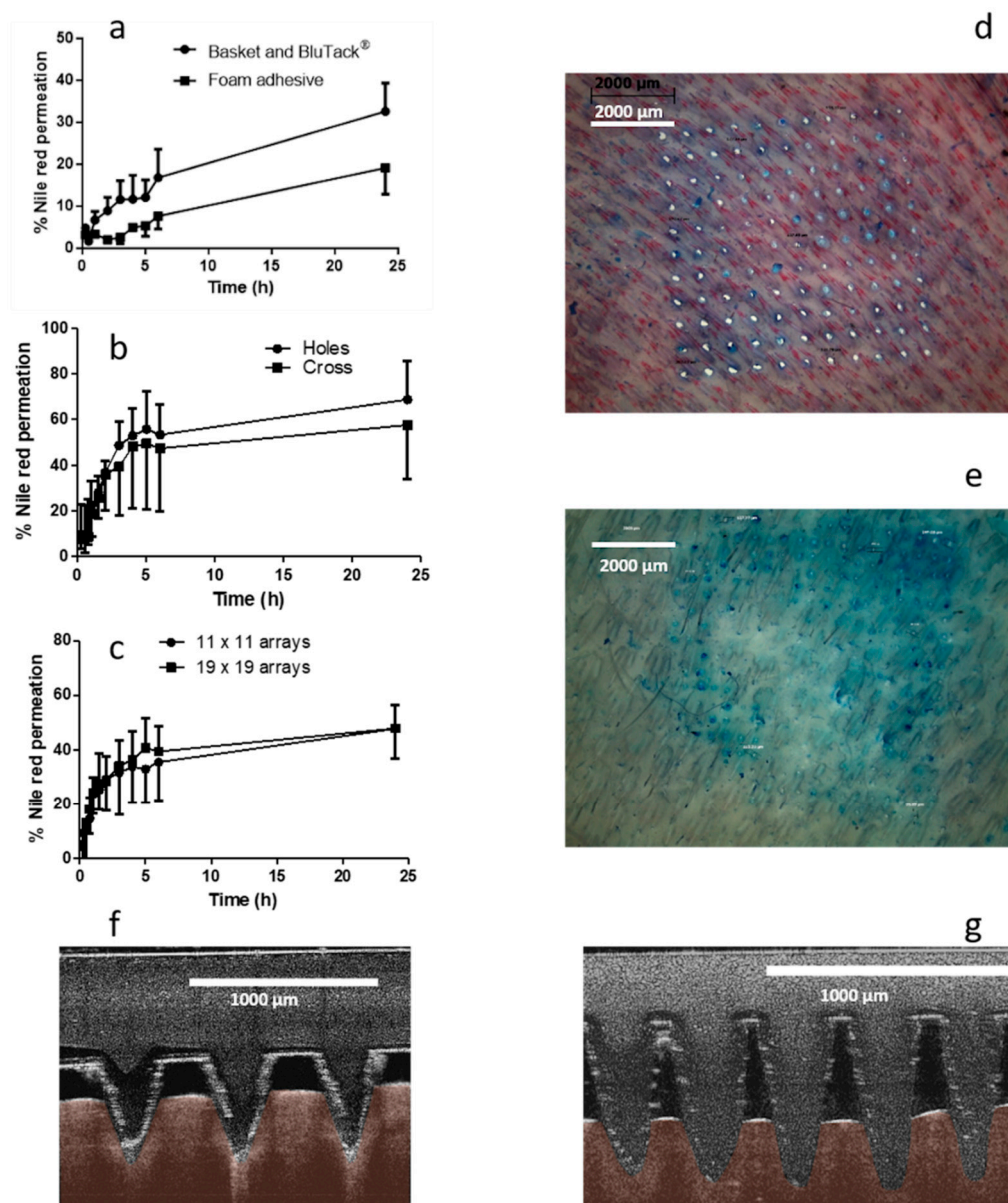 a
% Nile red permeation
50
40
30
20
10
0
Basket and BluTack®
Foam adhesive
0 5 10 15 20 25
Time (h)
b
% Nile red permeation
100
80
60
40
20
0
Holes
Cross
0 5 10 15 20 25
Time (h)
c
% Nile red permeation
80
60
40
20
0
11 x 11 arrays
19 x 19 arrays
0 5 10 15 20 25
Time (h)
d
2000 µm
2000 µm
e
2000 µm
f
1000 µm
g
1000 µm